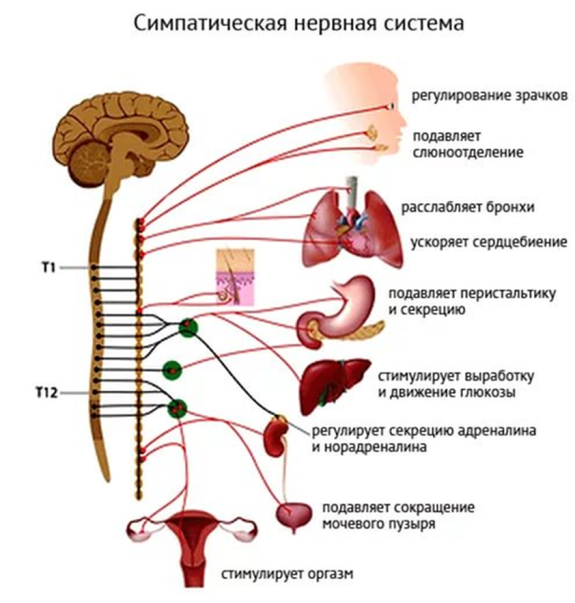 Симпатическая нервная система
регулирование зрачков
подавляет
слюноотделение
расслабляет бронхи
ускоряет сердцебиение
T1
подавляет перистальтику
и секрецию
стимулирует выработку
и движение глюкозы
T12
регулирует секрецию адреналина
и норадреналина
подавляет сокращение
мочевого пузыря
стимулирует оргазм